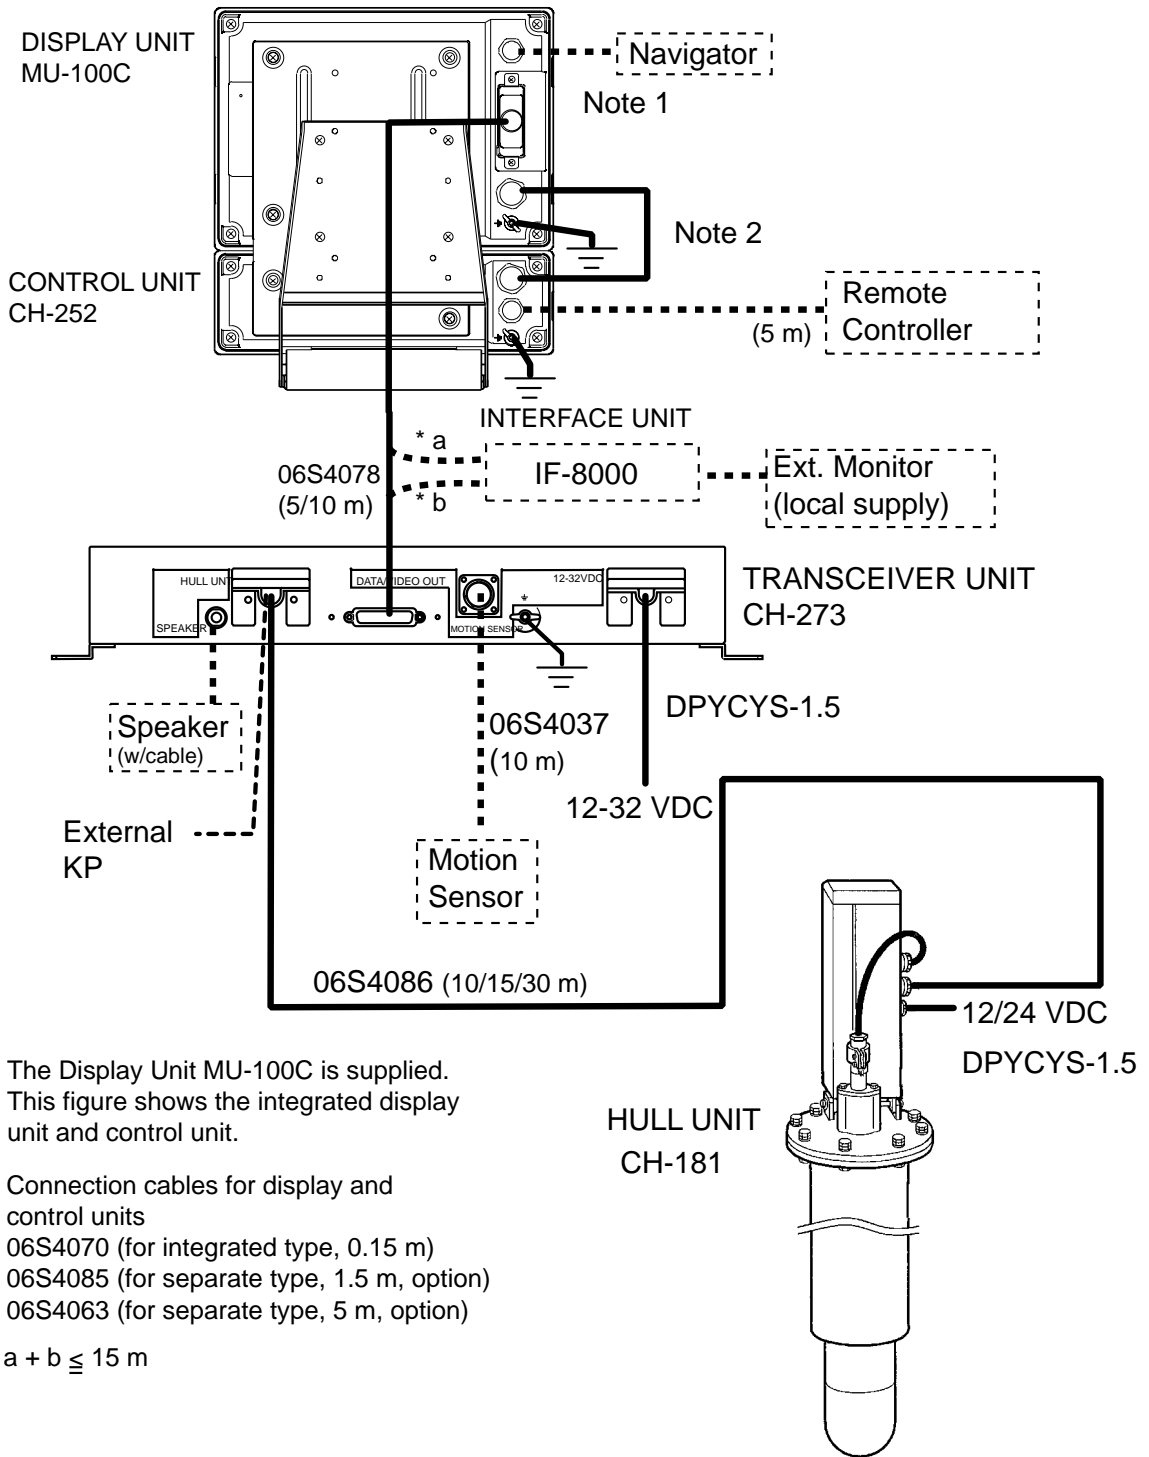 DISPLAY UNIT
MU-100C
Navigator
Note 1
Note 2
CONTROL UNIT
CH-252
Remote
Controller
(5 m)
INTERFACE UNIT
* a
IF-8000
* b
06S4078
(5/10 m)
Ext. Monitor
(local supply)
HULL UNT
DATA/VIDEO OUT
12-32VDC
SPEAKER
MOTION SENSOR
TRANSCEIVER UNIT
CH-273
Speaker
(w/cable)
06S4037
(10 m)
DPYCYS-1.5
12-32 VDC
External
KP
Motion
Sensor
06S4086 (10/15/30 m)
12/24 VDC
DPYCYS-1.5
HULL UNIT
CH-181
The Display Unit MU-100C is supplied.
This figure shows the integrated display
unit and control unit.
Connection cables for display and
control units
06S4070 (for integrated type, 0.15 m)
06S4085 (for separate type, 1.5 m, option)
06S4063 (for separate type, 5 m, option)
a + b ≦ 15 m